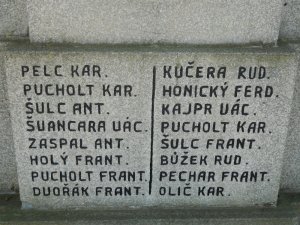 PELC KAR.
PUCHOLT KAR.
ŠULC ANT.
ŠVANCARA VÁC.
ZASPAL ANT.
HOLÝ FRANT.
PUCHOLT FRANT.
DVOŘÁK FRANT.
KUČERA RUD.
HONICKÝ FERD.
KAJPR VÁC.
PUCHOLT KAR.
ŠULC FRANT.
BŮŽEK RUD.
PECHAR FRANT.
OLIČ KAR.